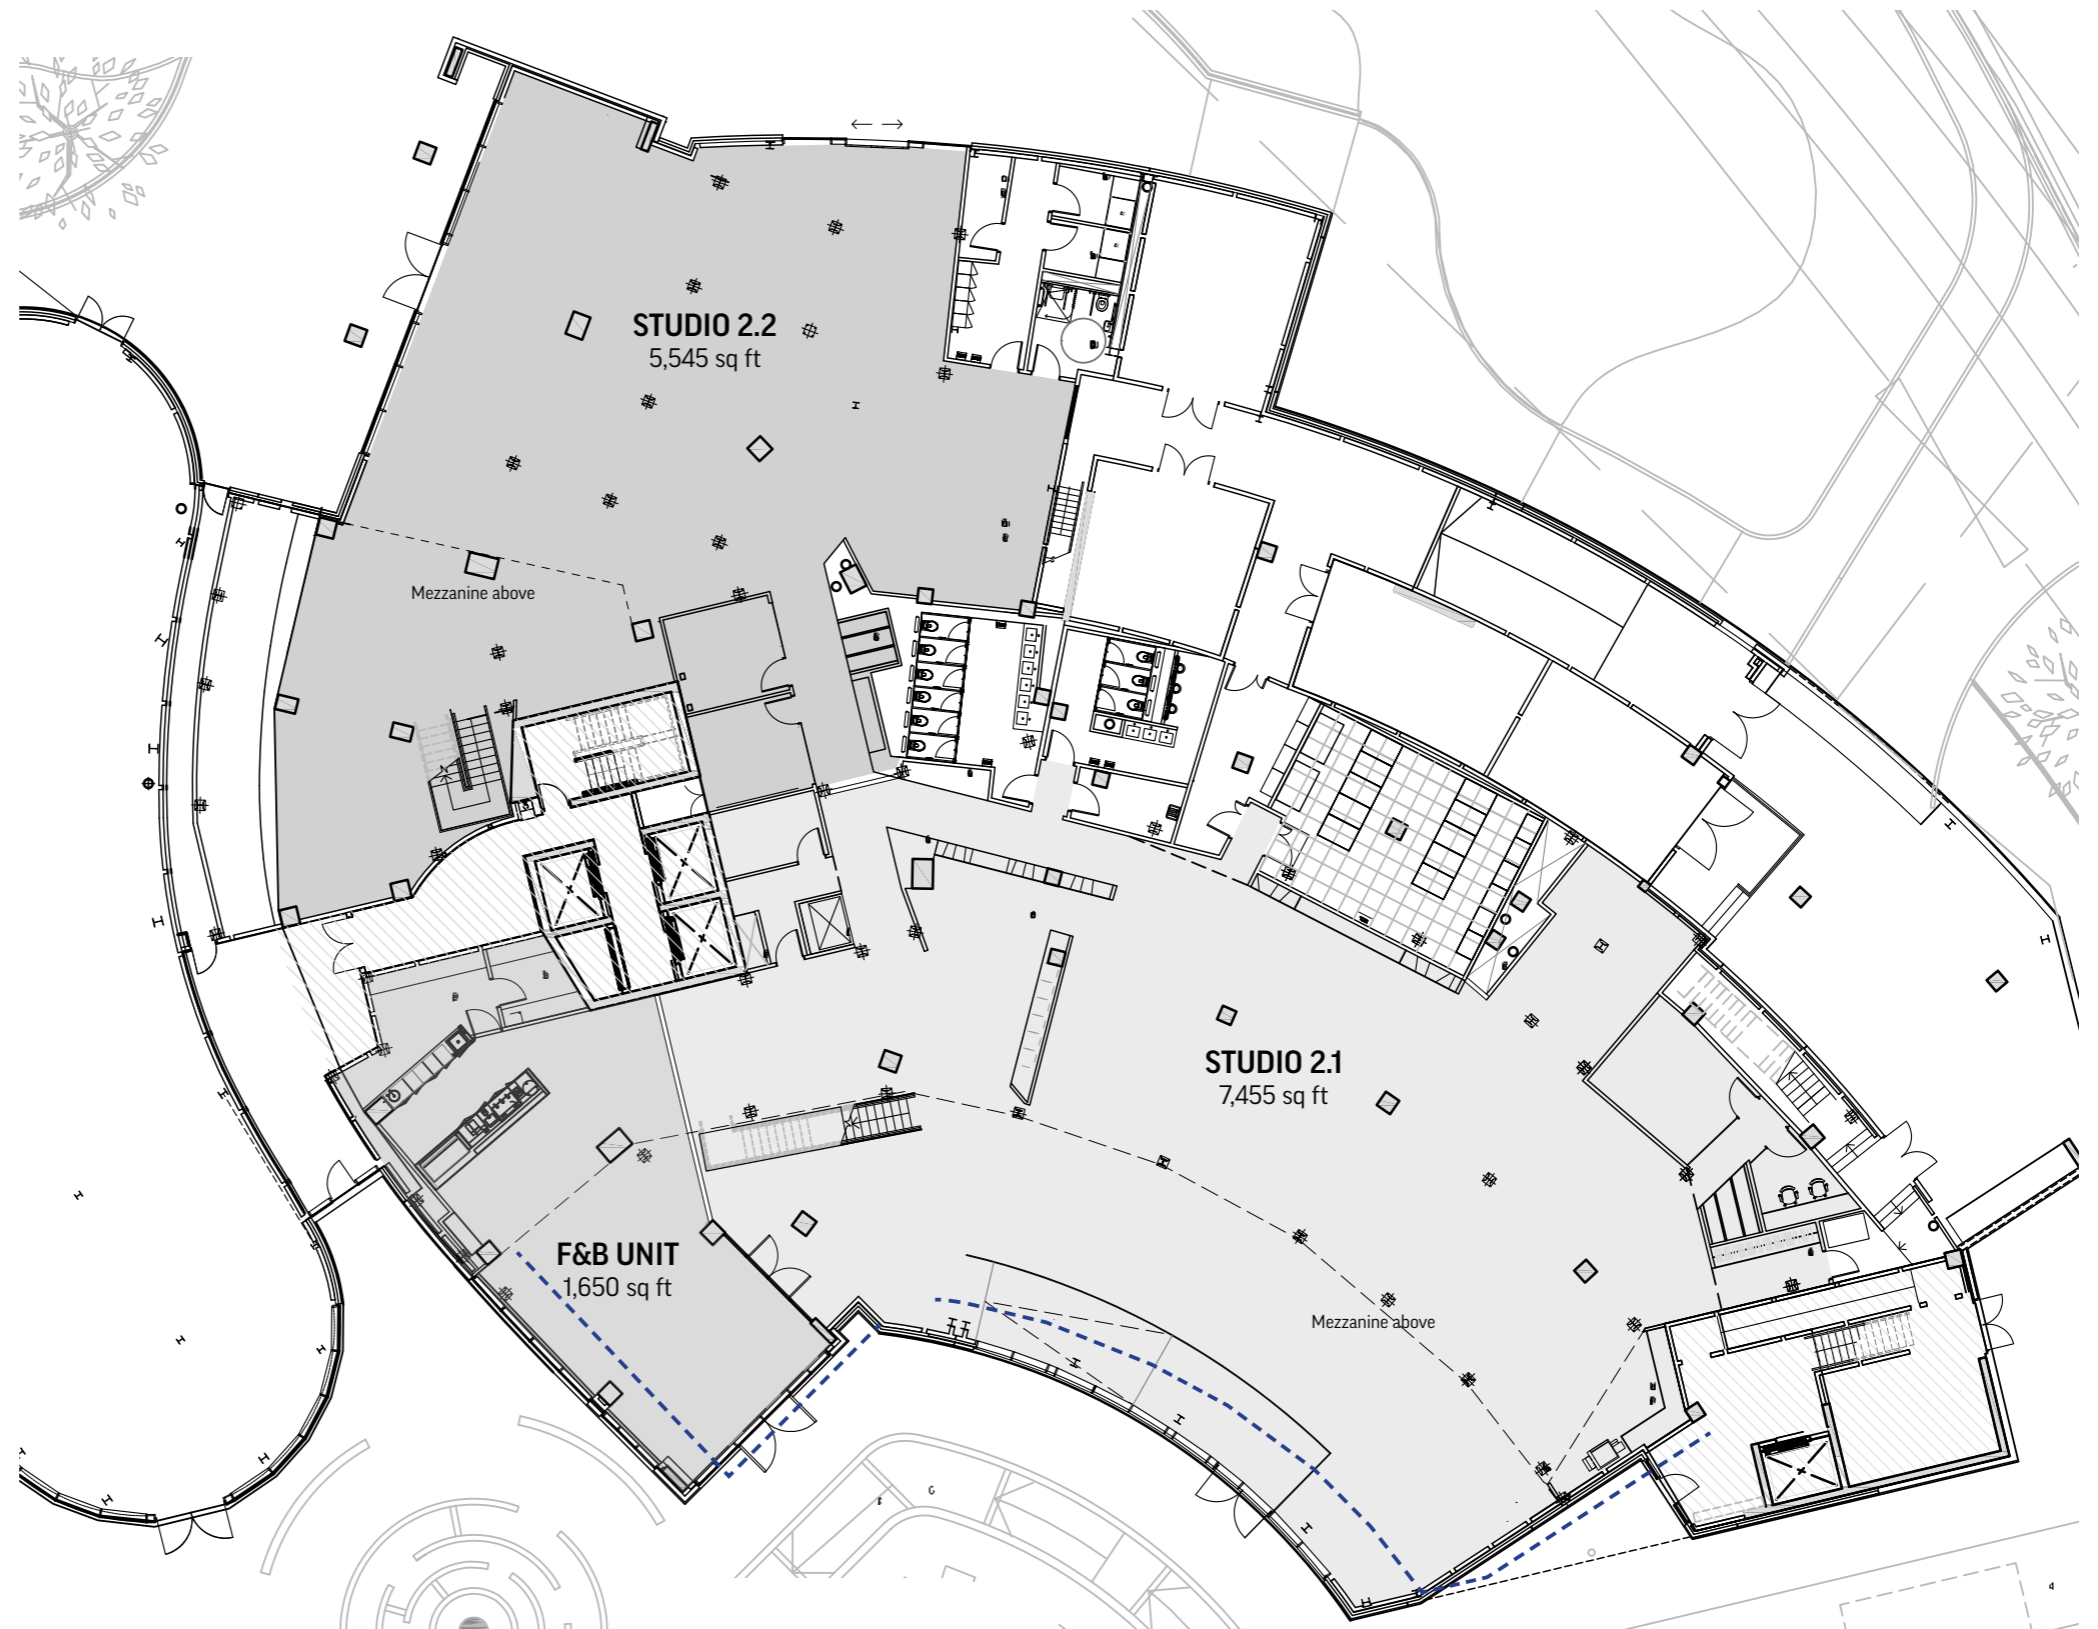 STUDIO 2.2
5,545 sq ft
Mezzanine above
STUDIO 2.1
7,455 sq ft
F&B UNIT
1,650 sq ft
Mezzanine above